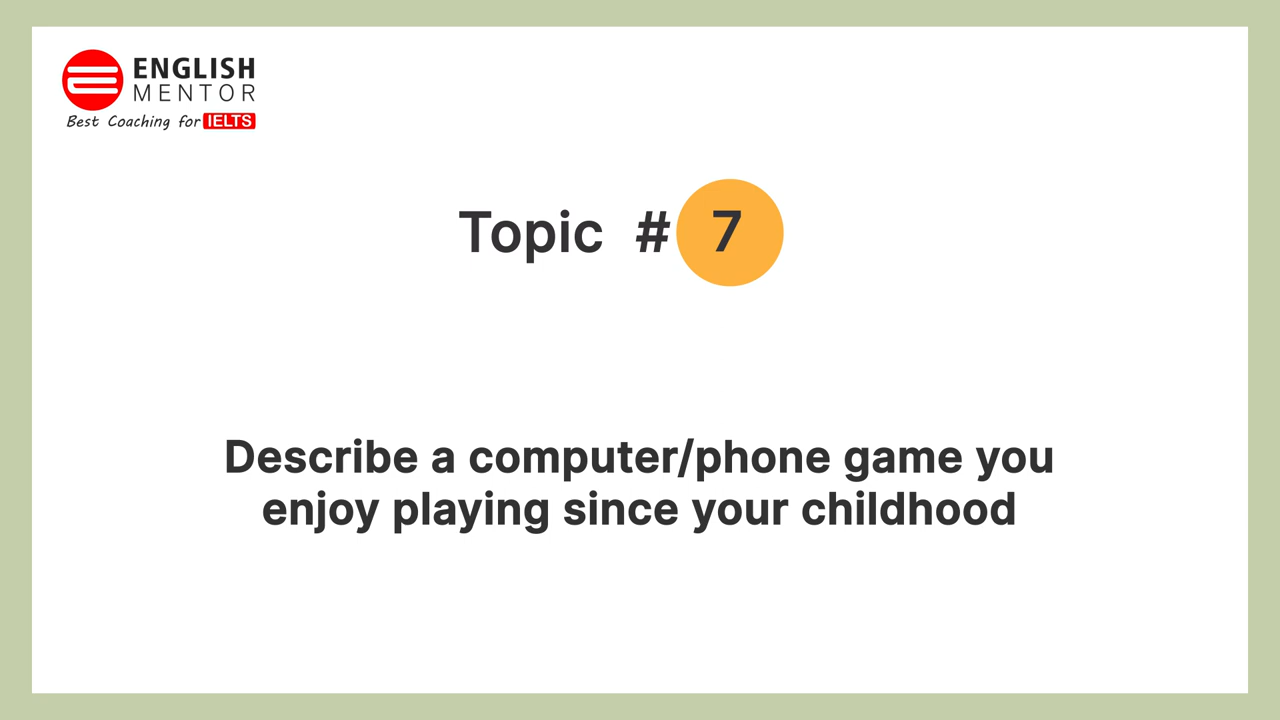 ENGLISH
MENTOR
Best Coaching for IELTS
Topic # 7
Describe a computer/phone game you
enjoy playing since your childhood